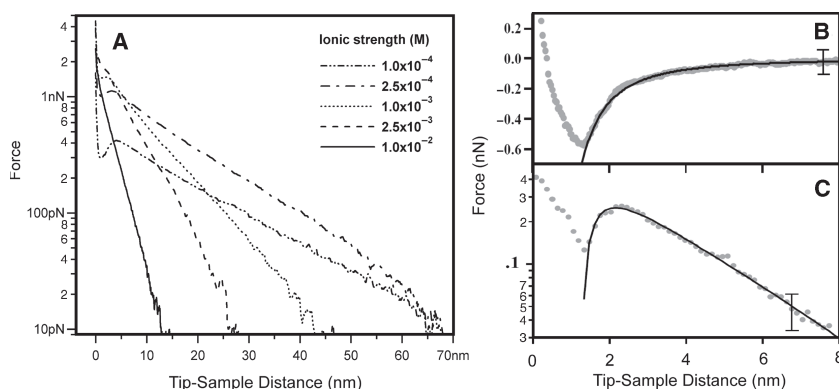 A
Ionic strength (M)
1.0x10⁻⁴
2.5x10⁻⁴
1.0x10⁻³
2.5x10⁻³
1.0x10⁻²
4
2
1nN
8
6
4
2
100pN
8
6
4
2
10pN
Force
0
10
20
30
40
50
60
70nm
Tip-Sample Distance (nm)
B
0.2
0.0
-0.2
-0.4
-0.6
Force (nN)
C
4
3
2
.1
7
6
5
4
3
0
2
4
6
8
Tip-Sample Distance (nm)